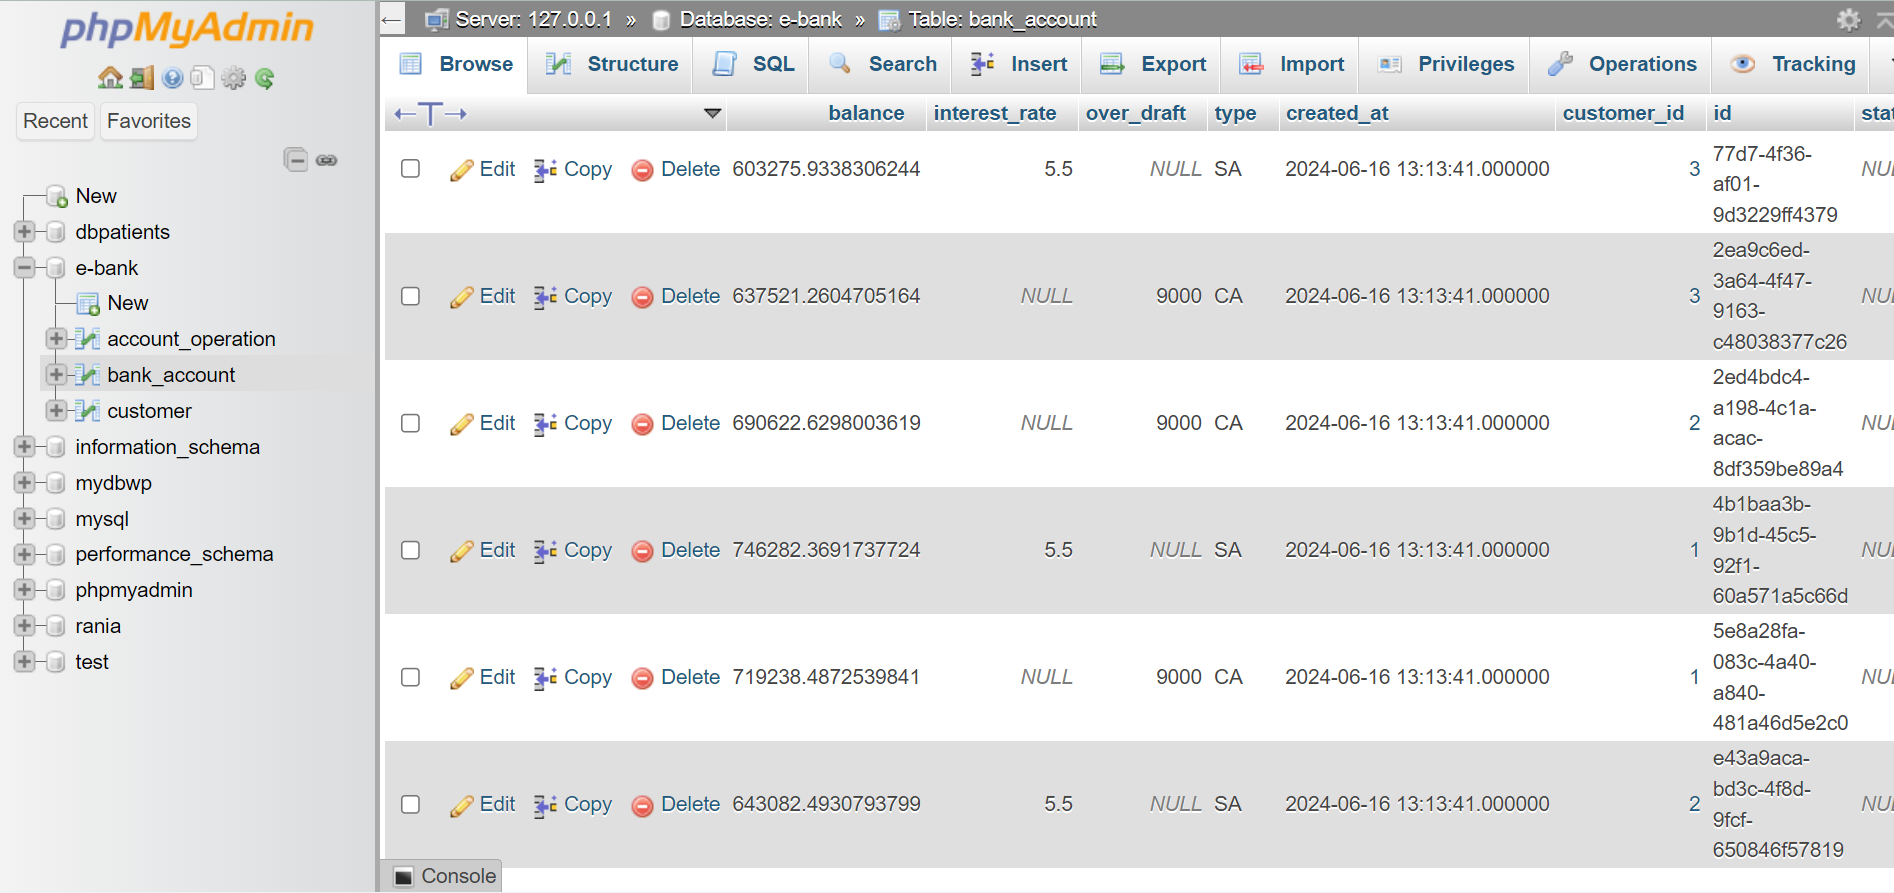 phpMyAdmin
Recent Favorites
New
dbpatients
e-bank
New
account_operation
bank_account
customer
information_schema
mydbwp
mysql
performance_schema
phpmyadmin
rania
test
← Server: 127.0.0.1 » Database: e-bank » Table: bank_account
Browse Structure SQL Search Insert Export Import Privileges Operations Tracking
←T→ balance interest_rate over_draft type created_at customer_id id stat
77d7-4f36-
Edit Copy Delete 603275.9338306244 5.5 NULL SA 2024-06-16 13:13:41.000000 3 af01- NUL
9d3229ff4379
2ea9c6ed-
Edit Copy Delete 637521.2604705164 NULL 9000 CA 2024-06-16 13:13:41.000000 3 3a64-4f47- NUL
9163-
c48038377c26
2ed4bdc4-
Edit Copy Delete 690622.6298003619 NULL 9000 CA 2024-06-16 13:13:41.000000 2 a198-4c1a- NUL
acac-
8df359be89a4
4b1baa3b-
Edit Copy Delete 746282.3691737724 5.5 NULL SA 2024-06-16 13:13:41.000000 1 9b1d-45c5- NUL
92f1-
60a571a5c66d
5e8a28fa-
Edit Copy Delete 719238.4872539841 NULL 9000 CA 2024-06-16 13:13:41.000000 1 083c-4a40- NUL
a840-
481a46d5e2c0
e43a9aca-
Edit Copy Delete 643082.4930793799 5.5 NULL SA 2024-06-16 13:13:41.000000 2 bd3c-4f8d- NUL
9fcf-
650846f57819
Console